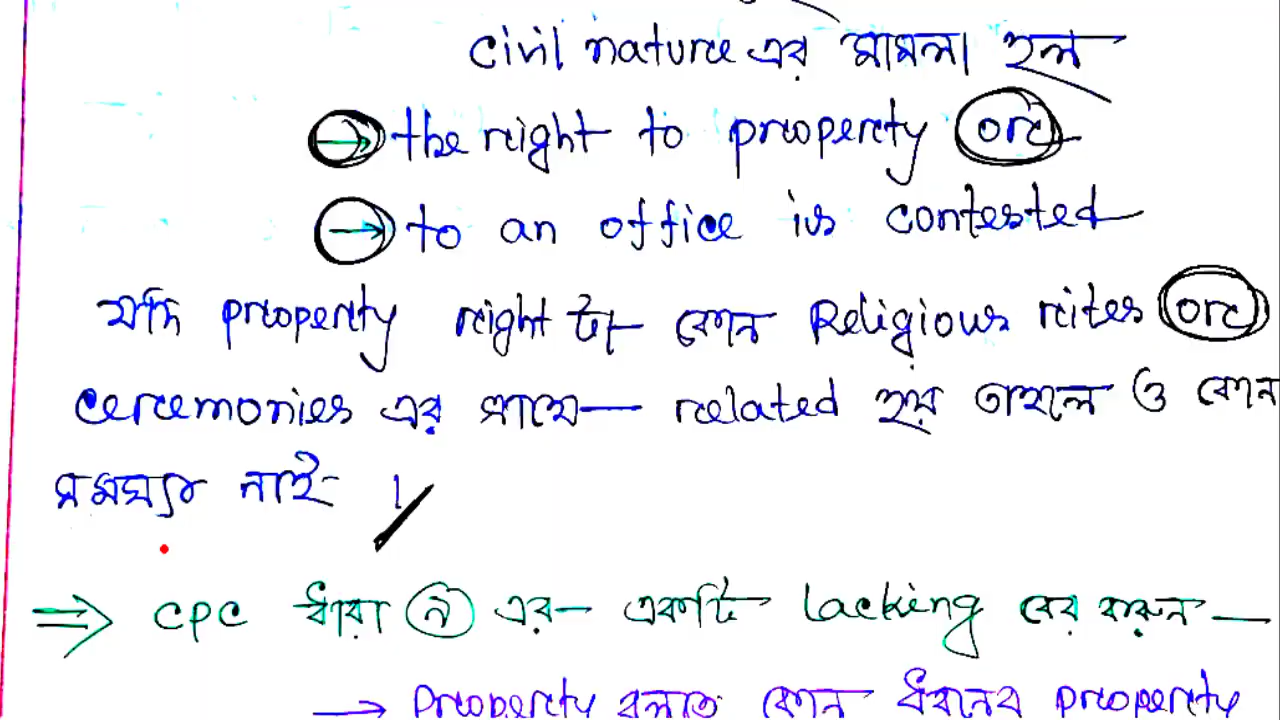 civil nature এর মামলা হল
→ the right to property or
→ to an office is contested
যদি property right টা কোন Religious rites or
ceremonies এর সাথে related হয় তাহলে ও কোন
সমস্যা নাই ।
⇒ CPC ধারা ৯ এর একটি lacking বের করুন —
→ Property বলতে কোন ধরনের property